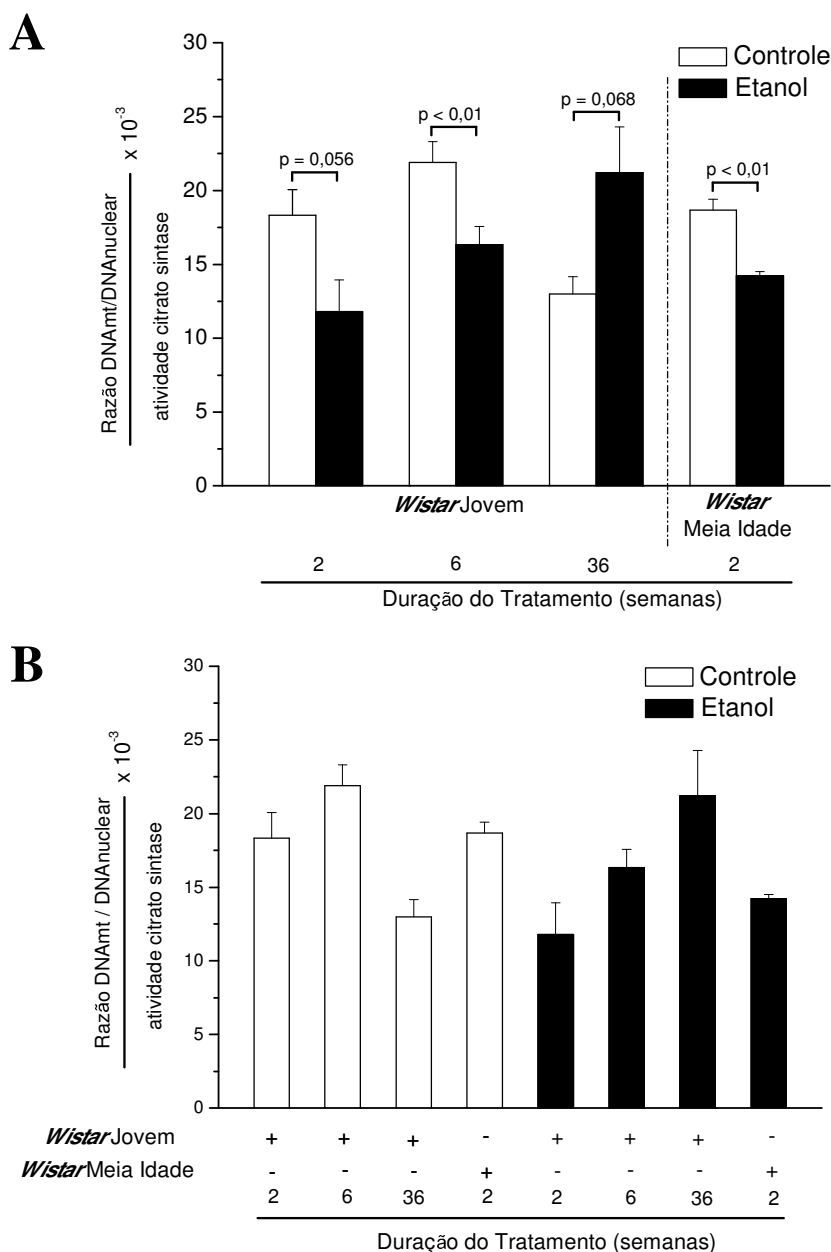 A
30
25
20
15
10
5
0
Razão DNAmt/DNAnuclear
atividade citrato sintase
x 10-3
Controle
Etanol
p = 0,056
p < 0,01
p = 0,068
p < 0,01
Wistar Jovem
Wistar
Meia Idade
2 6 36 2
Duração do Tratamento (semanas)
B
30
25
20
15
10
5
0
Razão DNAmt / DNAnuclear
atividade citrato sintase
x 10-3
Controle
Etanol
Wistar Jovem + + + - + + + -
Wistar Meia Idade - - - + - - - +
2 6 36 2 2 6 36 2
Duração do Tratamento (semanas)